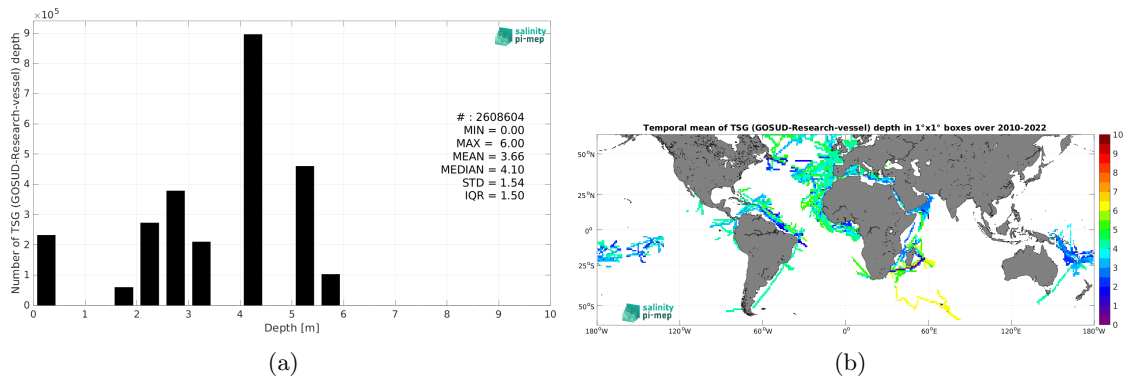 ×10⁵
9
8
7
6
5
4
3
2
1
0
Number of TSG (GOSUD-Research-vessel) depth
salinity
pi-mep
# : 2608604
MIN = 0.00
MAX = 6.00
MEAN = 3.66
MEDIAN = 4.10
STD = 1.54
IQR = 1.50
0 1 2 3 4 5 6 7 8 9 10
Depth [m]
(a)
Temporal mean of TSG (GOSUD-Research-vessel) depth in 1°x1° boxes over 2010-2022
50°N
25°N
0°
25°S
50°S
salinity
pi-mep
180°W 120°W 60°W 0° 60°E 120°E 180°W
10
9
8
7
6
5
4
3
2
1
0
(b)